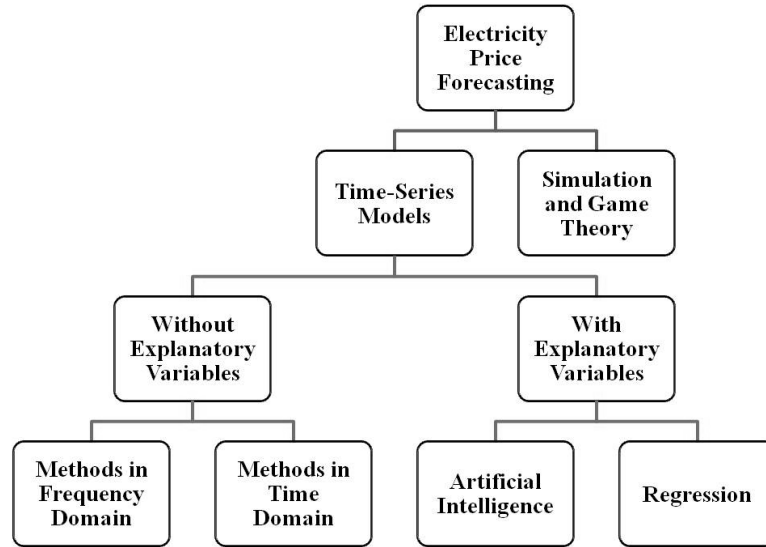 Electricity
Price
Forecasting
Time-Series
Models
Simulation
and Game
Theory
Without
Explanatory
Variables
With
Explanatory
Variables
Methods in
Frequency
Domain
Methods in
Time
Domain
Artificial
Intelligence
Regression